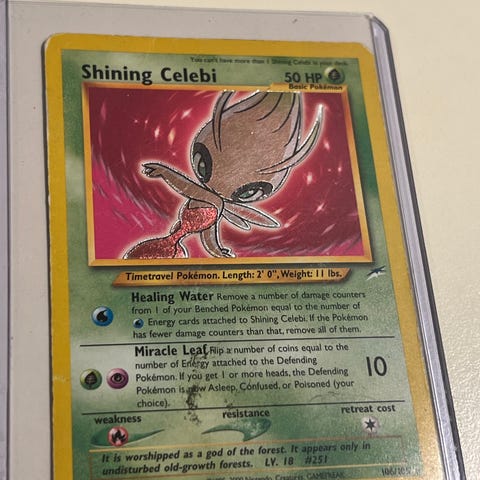 You can't have more than 1 Shining Celebi in your deck.
Shining Celebi
50 HP
Basic Pokémon
Timetravel Pokémon. Length: 2' 0", Weight: 11 lbs.
Healing Water Remove a number of damage counters
from 1 of your Benched Pokémon equal to the number of
Energy cards attached to Shining Celebi. If the Pokémon
has fewer damage counters than that, remove all of them.
Miracle Leaf Flip a number of coins equal to the
number of Energy attached to the Defending
Pokémon. If you get 1 or more heads, the Defending
Pokémon is now Asleep, Confused, or Poisoned (your
choice).
10
weakness
resistance
retreat cost
It is worshipped as a god of the forest. It appears only in
undisturbed old-growth forests. LV. 18 #251
2000 Nintendo, Creatures, GAMEFREAK
106/105